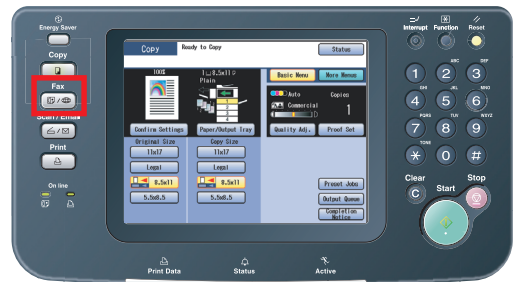 Energy Saver
Copy
Fax
Scan / Email
Print
On line
Copy
Ready to Copy
Status
100%
1 8.5x11
Plain
Confirm Settings
Paper/Output Tray
Original Size
Copy Size
11x17
11x17
Legal
Legal
8.5x11
8.5x11
5.5x8.5
5.5x8.5
Basic Menu
More Menus
Auto
Copies
Commercial
1
Quality Adj.
Proof Set
Preset Jobs
Output Queue
Completion
Notice
Interrupt
Function
Reset
ABC
DEF
1
2
3
GHI
JKL
MNO
4
5
6
PQRS
TUV
WXYZ
7
8
9
TONE
OPER
0
#
Clear
C
Start
Stop
Print Data
Status
Active